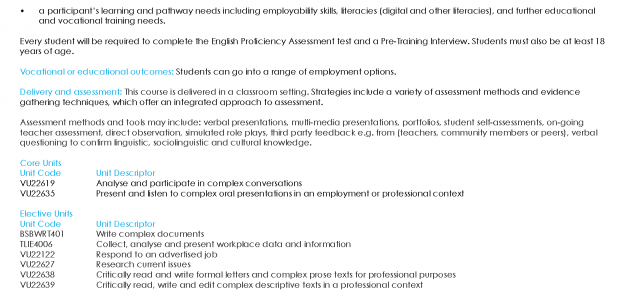 • a participant's learning and pathway needs including employability skills, literacies (digital and other literacies), and further educational
and vocational training needs.
Every student will be required to complete the English Proficiency Assessment test and a Pre-Training Interview. Students must also be at least 18
years of age.
Vocational or educational outcomes: Students can go into a range of employment options.
Delivery and assessment: This course is delivered in a classroom setting. Strategies include a variety of assessment methods and evidence
gathering techniques, which offer an integrated approach to assessment.
Assessment methods and tools may include: verbal presentations, multi-media presentations, portfolios, student self-assessments, on-going
teacher assessment, direct observation, simulated role plays, third party feedback e.g. from (teachers, community members or peers), verbal
questioning to confirm linguistic, sociolinguistic and cultural knowledge.
Core Units
Unit Code Unit Descriptor
VU22619 Analyse and participate in complex conversations
VU22635 Present and listen to complex oral presentations in an employment or professional context
Elective Units
Unit Code Unit Descriptor
BSBWRT401 Write complex documents
TLIE4006 Collect, analyse and present workplace data and information
VU22122 Respond to an advertised job
VU22627 Research current issues
VU22638 Critically read and write formal letters and complex prose texts for professional purposes
VU22639 Critically read, write and edit complex descriptive texts in a professional context